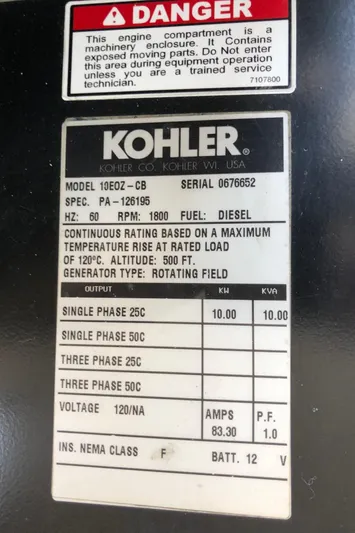 DANGER
This engine compartment is a
machinery enclosure. It Contains
exposed moving parts. Do Not enter
this area during equipment operation
unless you are a trained service
technician. 7107800
KOHLER®
KOHLER CO. KOHLER WI. USA
MODEL 10EOZ-CB SERIAL 0676652
SPEC. PA-126195
HZ: 60 RPM: 1800 FUEL: DIESEL
CONTINUOUS RATING BASED ON A MAXIMUM
TEMPERATURE RISE AT RATED LOAD
OF 120ºC. ALTITUDE: 500 FT.
GENERATOR TYPE: ROTATING FIELD
OUTPUT KW KVA
SINGLE PHASE 25C 10.00 10.00
SINGLE PHASE 50C
THREE PHASE 25C
THREE PHASE 50C
VOLTAGE 120/NA AMPS P.F.
83.30 1.0
INS. NEMA CLASS F BATT. 12 V